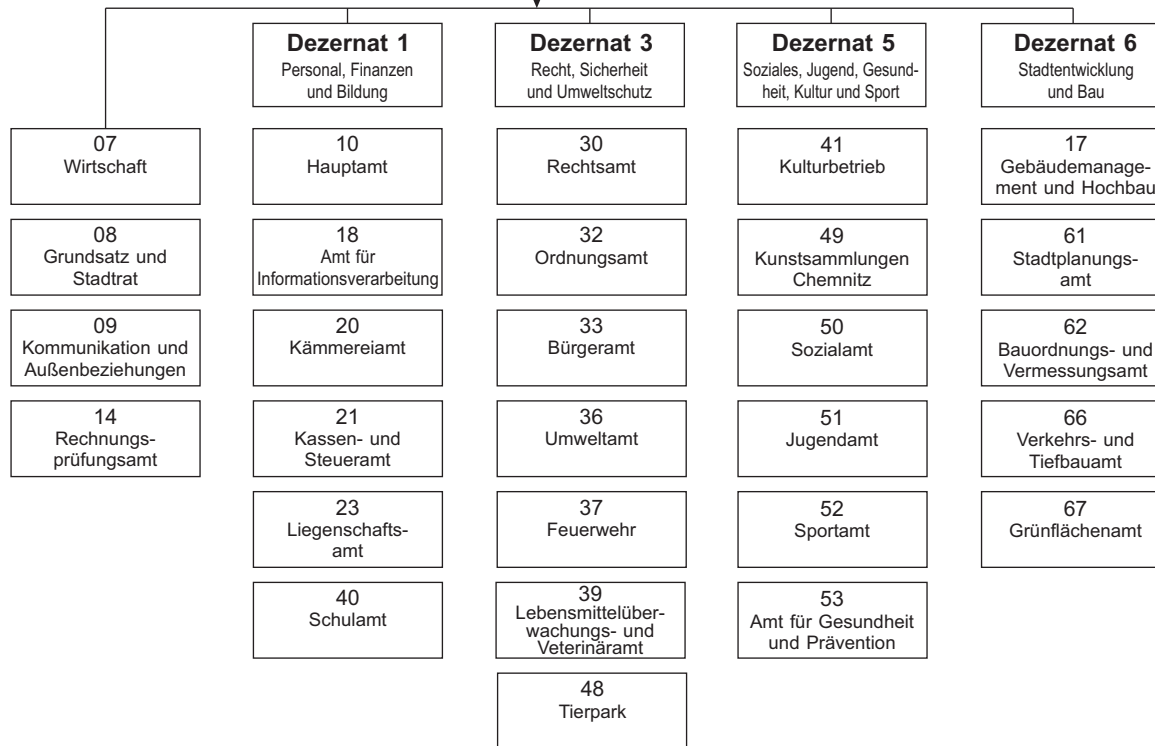 Dezernat 1
Personal, Finanzen
und Bildung
Dezernat 3
Recht, Sicherheit
und Umweltschutz
Dezernat 5
Soziales, Jugend, Gesund-
heit, Kultur und Sport
Dezernat 6
Stadtentwicklung
und Bau
07
Wirtschaft
08
Grundsatz und
Stadtrat
09
Kommunikation und
Außenbeziehungen
14
Rechnungs-
prüfungsamt
10
Hauptamt
18
Amt für
Informationsverarbeitung
20
Kämmereiamt
21
Kassen- und
Steueramt
23
Liegenschafts-
amt
40
Schulamt
30
Rechtsamt
32
Ordnungsamt
33
Bürgeramt
36
Umweltamt
37
Feuerwehr
39
Lebensmittelüber-
wachungs- und
Veterinäramt
48
Tierpark
41
Kulturbetrieb
49
Kunstsammlungen
Chemnitz
50
Sozialamt
51
Jugendamt
52
Sportamt
53
Amt für Gesundheit
und Prävention
17
Gebäudemanage-
ment und Hochbau
61
Stadtplanungs-
amt
62
Bauordnungs- und
Vermessungsamt
66
Verkehrs- und
Tiefbauamt
67
Grünflächenamt